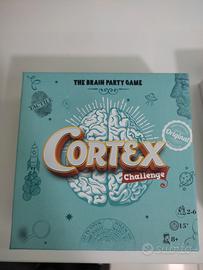 THE BRAIN PARTY GAME
CORTEX
Challenge
Original
2-6
15'
8+